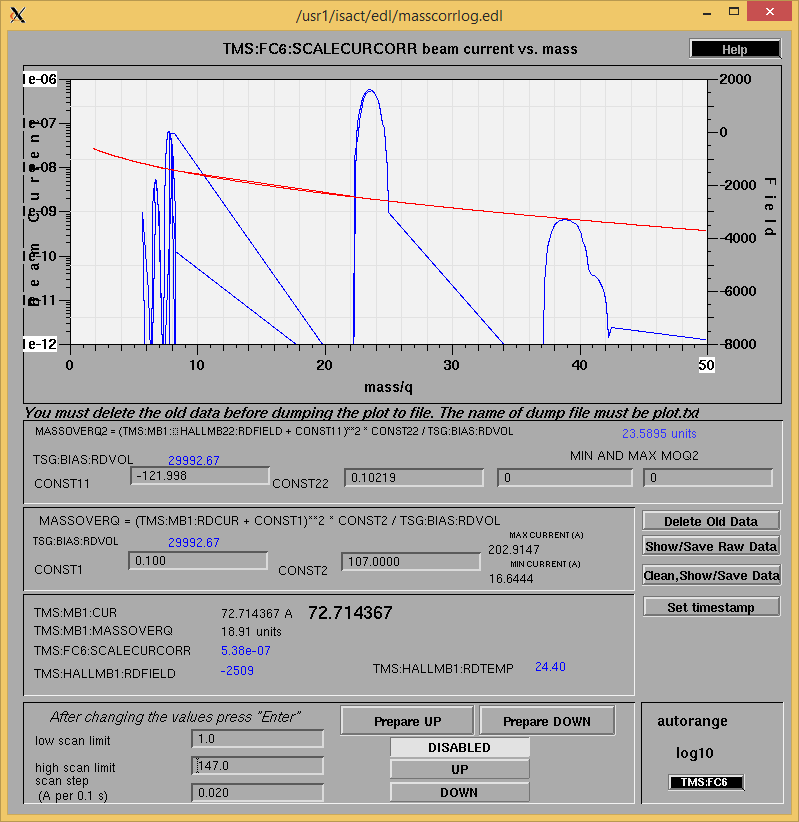 /usr1/isact/edl/masscorrlog.edl
TMS:FC6:SCALECURCORR beam current vs. mass
Help
1e-06
1e-07
1e-08
1e-09
1e-10
1e-11
1e-12
Beam Current
2000
0
-2000
-4000
-6000
-8000
Field
0 10 20 30 40 50
mass/q
You must delete the old data before dumping the plot to file. The name of dump file must be plot.txt
MASSOVERQ2 = (TMS:MB1:HALLMB22:RDFIELD + CONST11)**2 * CONST22 / TSG:BIAS:RDVOL
23.5895 units
TSG:BIAS:RDVOL 29992.67
MIN AND MAX MOQ2
CONST11 -121.998 CONST22 0.10219 0 0
MASSOVERQ = (TMS:MB1:RDCUR + CONST1)**2 * CONST2 / TSG:BIAS:RDVOL
TSG:BIAS:RDVOL 29992.67
MAX CURRENT (A)
202.9147
CONST1 0.100 CONST2 107.0000
MIN CURRENT (A)
16.6444
Delete Old Data
Show/Save Raw Data
Clean,Show/Save Data
Set timestamp
TMS:MB1:CUR 72.714367 A 72.714367
TMS:MB1:MASSOVERQ 18.91 units
TMS:FC6:SCALECURCORR 5.38e-07
TMS:HALLMB1:RDFIELD -2509
TMS:HALLMB1:RDTEMP 24.40
After changing the values press "Enter"
low scan limit 1.0
high scan limit 147.0
scan step
(A per 0.1 s) 0.020
Prepare UP
Prepare DOWN
DISABLED
UP
DOWN
autorange
log10
TMS:FC6